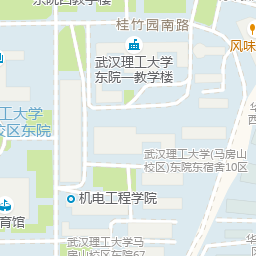 东院四教学楼
桂竹园南路
风味
武汉理工大学
东院一教学楼
工大学
校区东院
武汉理工大学(马房山
校区)东院东宿舍10区
机电工程学院
育馆
武汉理工大学马
房山校区东院67